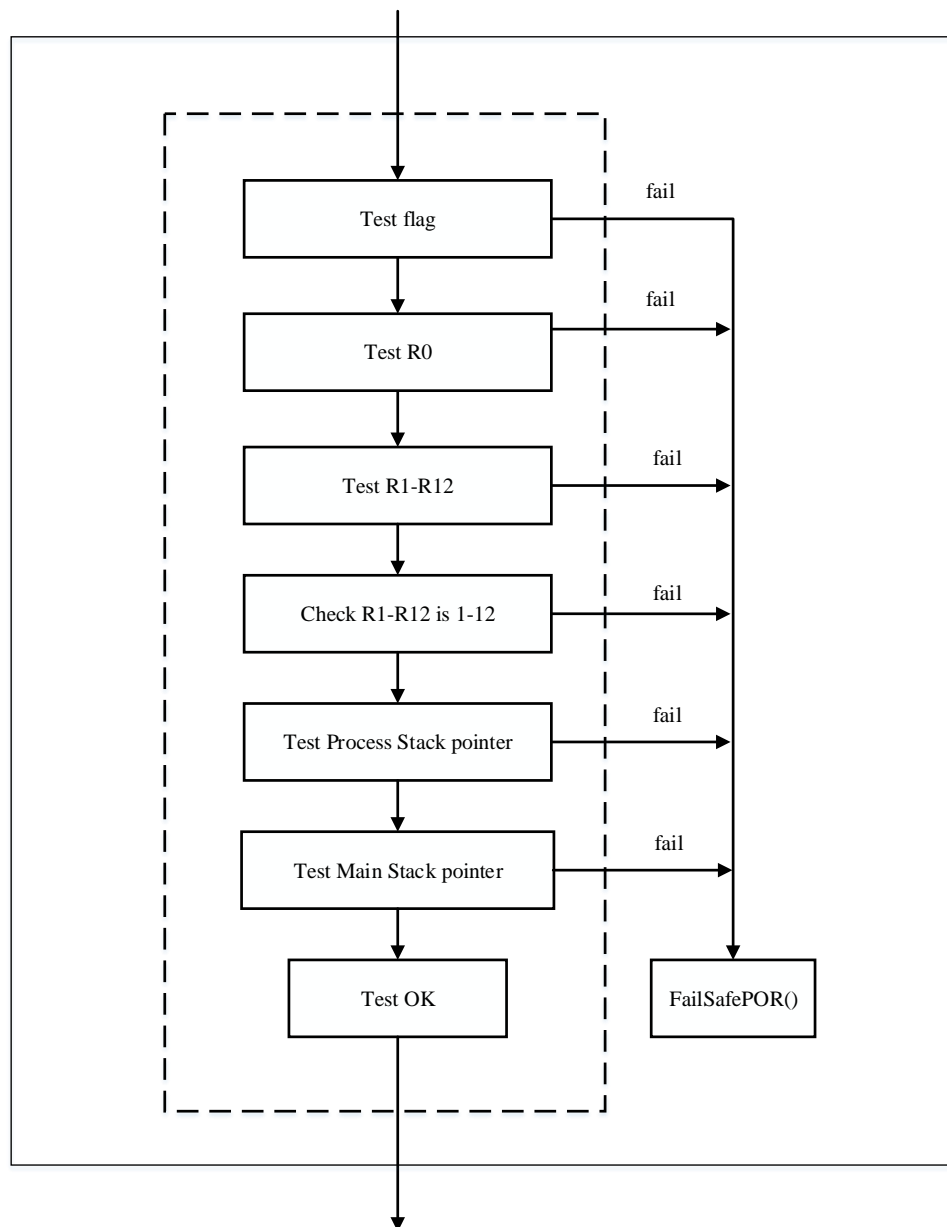 fail
Test flag
fail
Test R0
fail
Test R1-R12
fail
Check R1-R12 is 1-12
fail
Test Process Stack pointer
fail
Test Main Stack pointer
Test OK
FailSafePOR()